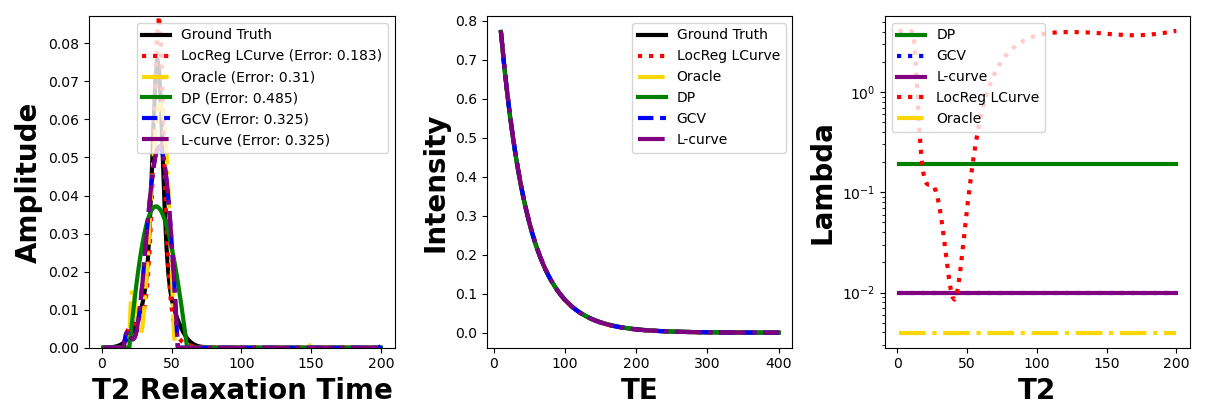 Ground Truth
LocReg LCurve (Error: 0.183)
Oracle (Error: 0.31)
DP (Error: 0.485)
GCV (Error: 0.325)
L-curve (Error: 0.325)
0.08
0.07
0.06
0.05
0.04
0.03
0.02
0.01
0.00
Amplitude
0 50 100 150 200
T2 Relaxation Time
Ground Truth
LocReg LCurve
Oracle
DP
GCV
L-curve
0.8
0.7
0.6
0.5
0.4
0.3
0.2
0.1
0.0
Intensity
0 100 200 300 400
TE
DP
GCV
L-curve
LocReg LCurve
Oracle
10⁰
10⁻¹
10⁻²
Lambda
0 50 100 150 200
T2